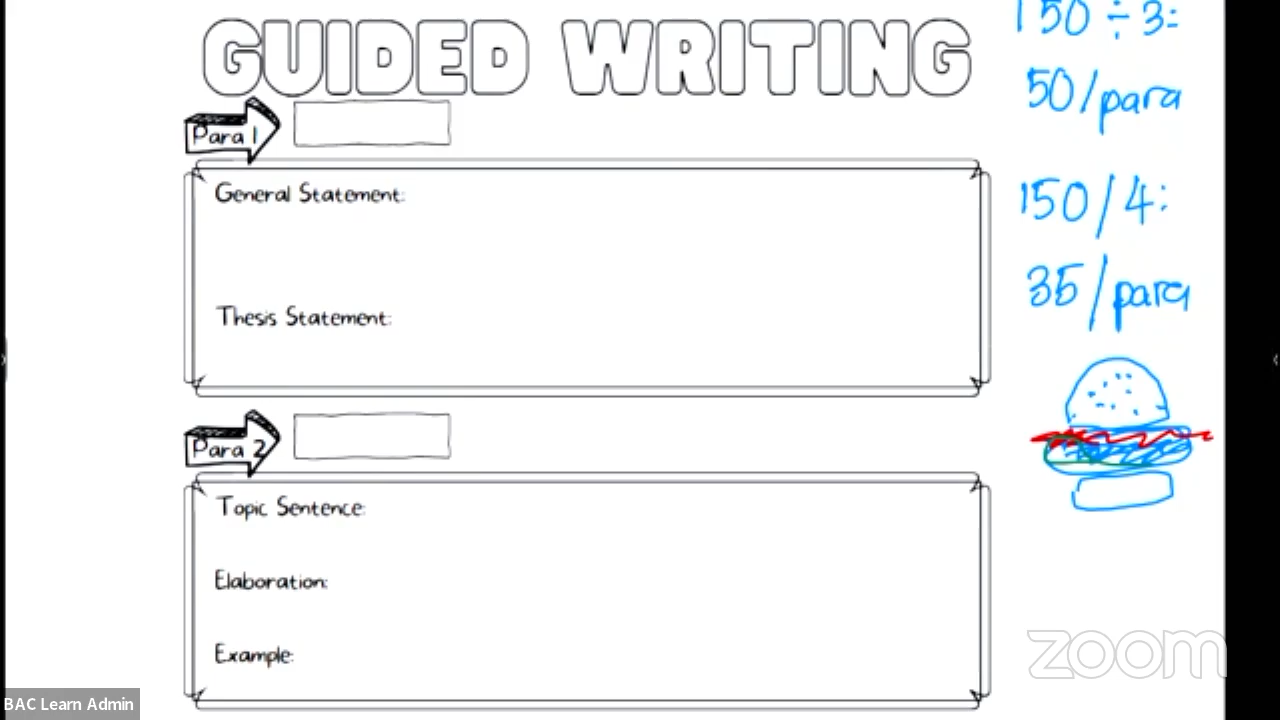 GUIDED WRITING
Para 1
General Statement:
Thesis Statement:
Para 2
Topic Sentence:
Elaboration:
Example:
150 ÷ 3=
50/para
150/4:
35/para
zoom
BAC Learn Admin